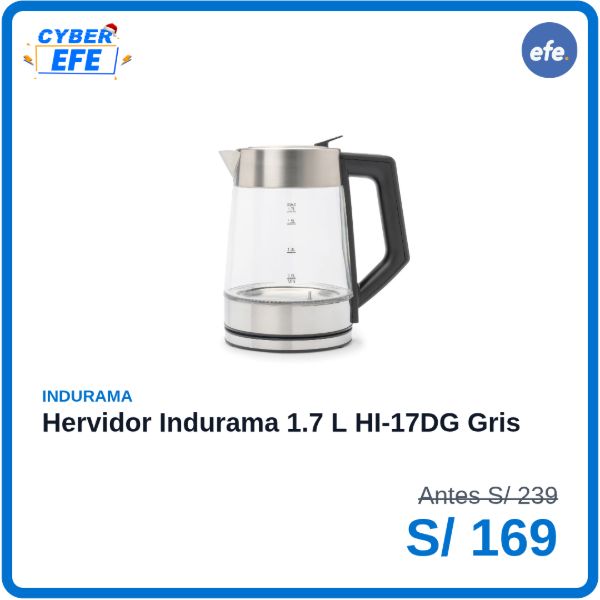 CYBER
EFE
efe.
INDURAMA
Hervidor Indurama 1.7 L HI-17DG Gris
Antes S/ 239
S/ 169